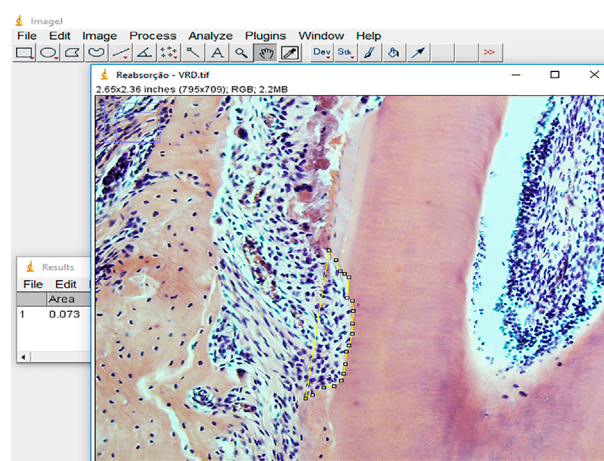 ImageJ
File Edit Image Process Analyze Plugins Window Help
Dev Stk >>
Reabsorção - VRD.tif
2.65x2.36 inches (795x709); RGB; 2.2MB
Results
File Edit
Area
1 0.073